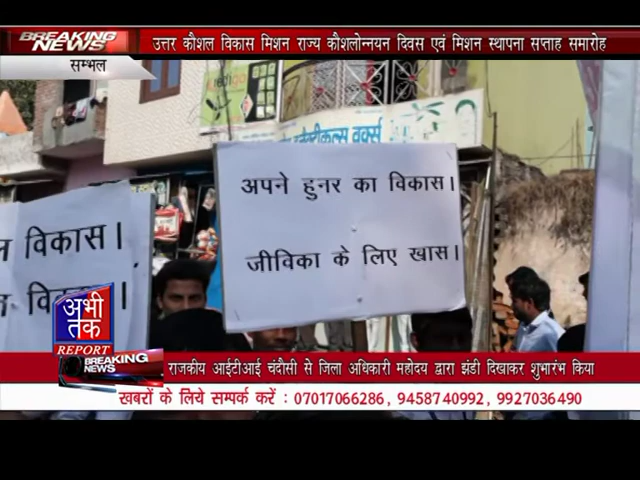 BREAKING NEWS
उत्तर कौशल विकास मिशन राज्य कौशलोन्नयन दिवस एवं मिशन स्थापना सप्ताह समारोह
सम्भल
वर्क्स
अपने हुनर का विकास।
जीविका के लिए खास।
विकास।
अभी
तक
REPORT
BREAKING NEWS
राजकीय आईटीआई चंदौसी से जिला अधिकारी महोदय द्वारा झंडी दिखाकर शुभारंभ किया
खबरों के लिये सम्पर्क करें : 07017066286, 9458740992, 9927036490